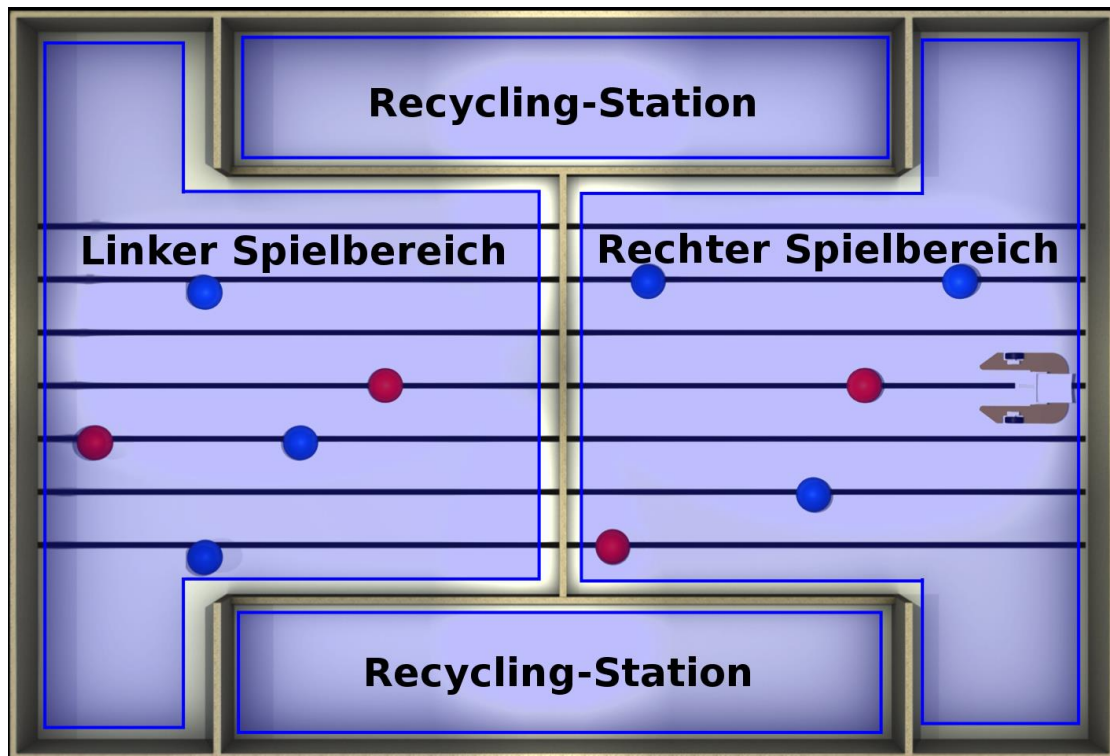 Recycling-Station
Linker Spielbereich
Rechter Spielbereich
Recycling-Station